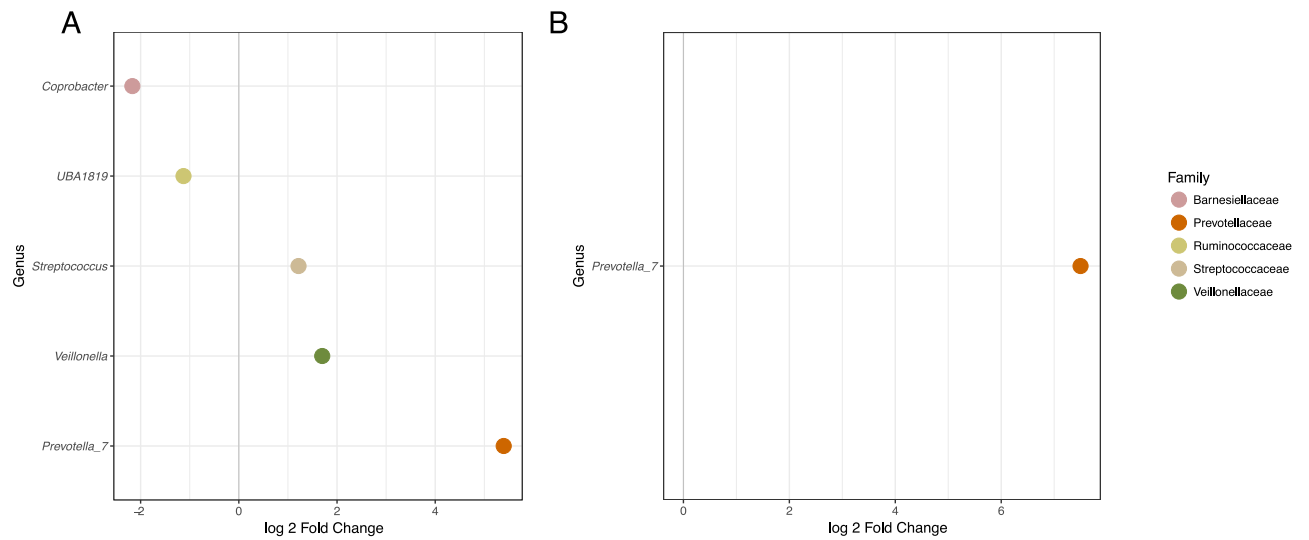 A
Coprobacter
UBA1819
Streptococcus
Veillonella
Prevotella_7
Genus
−2 0 2 4
log 2 Fold Change
B
Prevotella_7
Genus
0 2 4 6
log 2 Fold Change
Family
Barnesiellaceae
Prevotellaceae
Ruminococcaceae
Streptococcaceae
Veillonellaceae